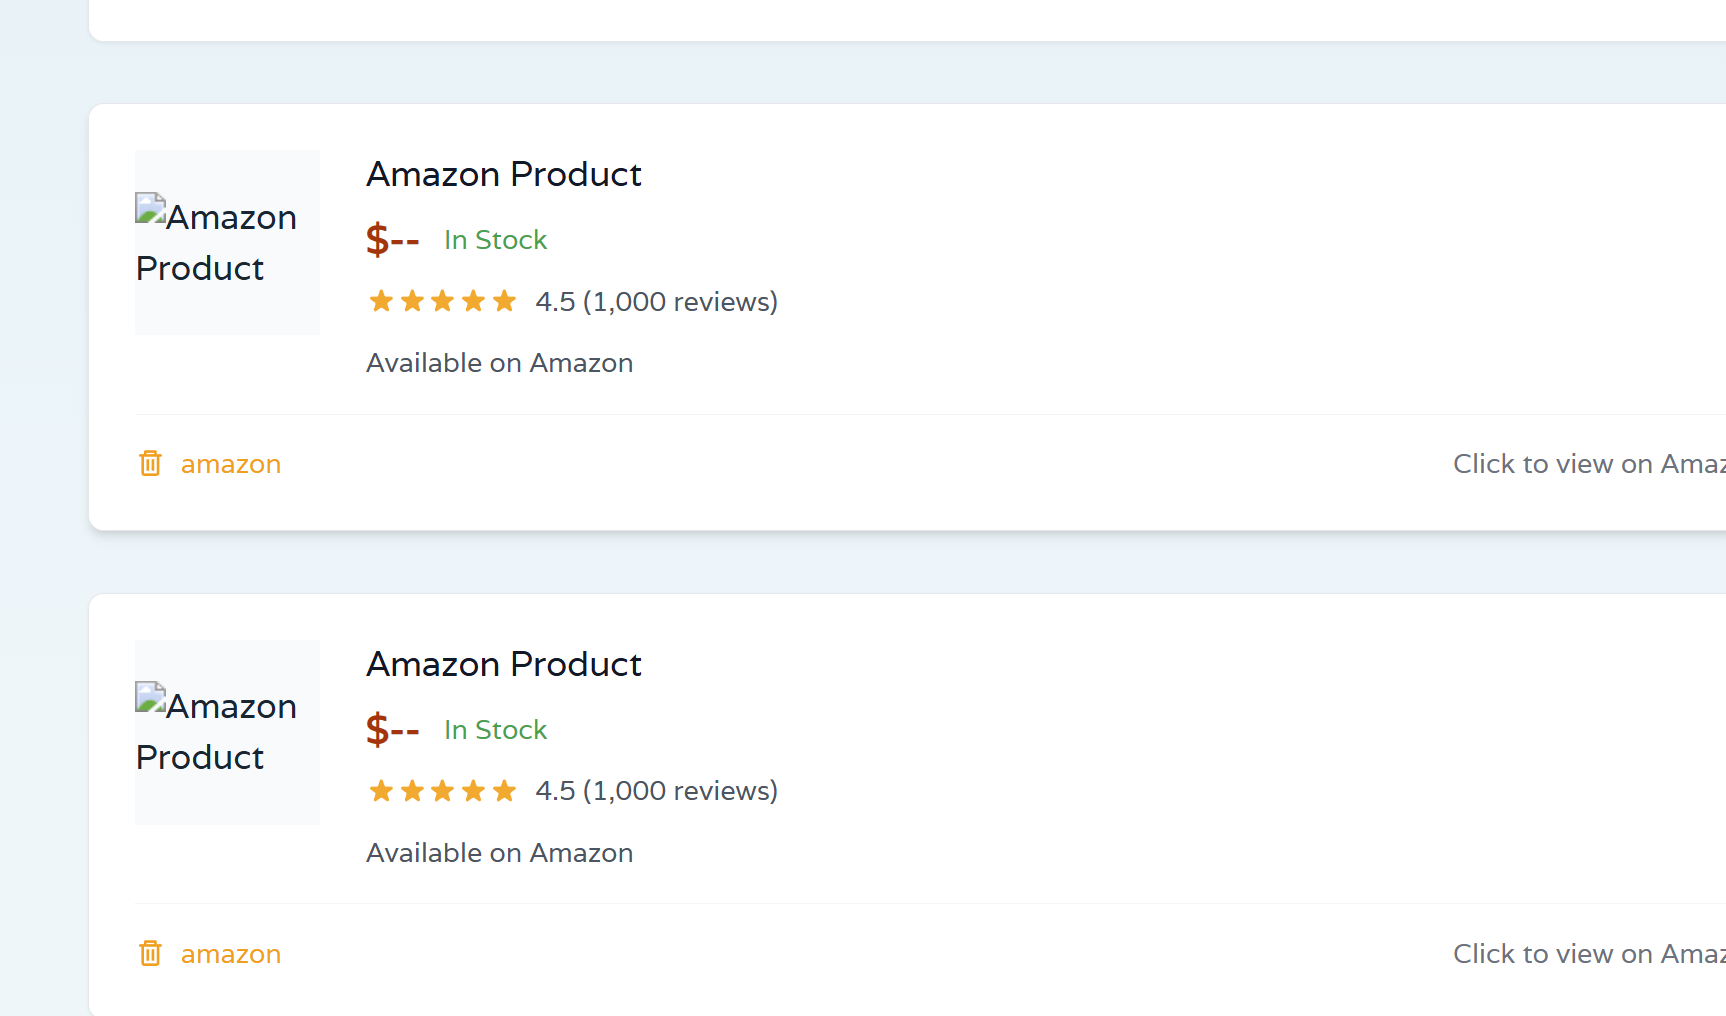 Amazon Product
Amazon
Product
$-- In Stock
4.5 (1,000 reviews)
Available on Amazon
amazon
Click to view on Amaz
Amazon Product
Amazon
Product
$-- In Stock
4.5 (1,000 reviews)
Available on Amazon
amazon
Click to view on Amaz